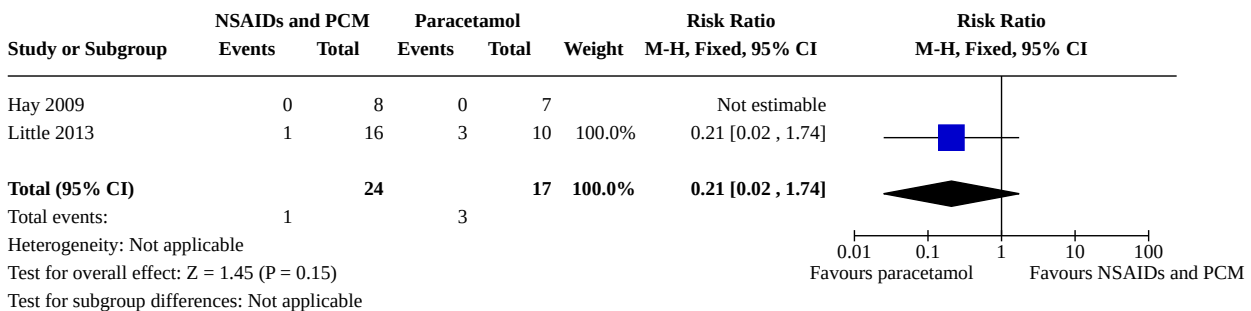 NSAIDs and PCM Paracetamol Risk Ratio Risk Ratio
Study or Subgroup Events Total Events Total Weight M-H, Fixed, 95% CI M-H, Fixed, 95% CI
Hay 2009 0 8 0 7 Not estimable
Little 2013 1 16 3 10 100.0% 0.21 [0.02 , 1.74]
Total (95% CI) 24 17 100.0% 0.21 [0.02 , 1.74]
Total events: 1 3
Heterogeneity: Not applicable
0.01 0.1 1 10 100
Test for overall effect: Z = 1.45 (P = 0.15) Favours paracetamol Favours NSAIDs and PCM
Test for subgroup differences: Not applicable